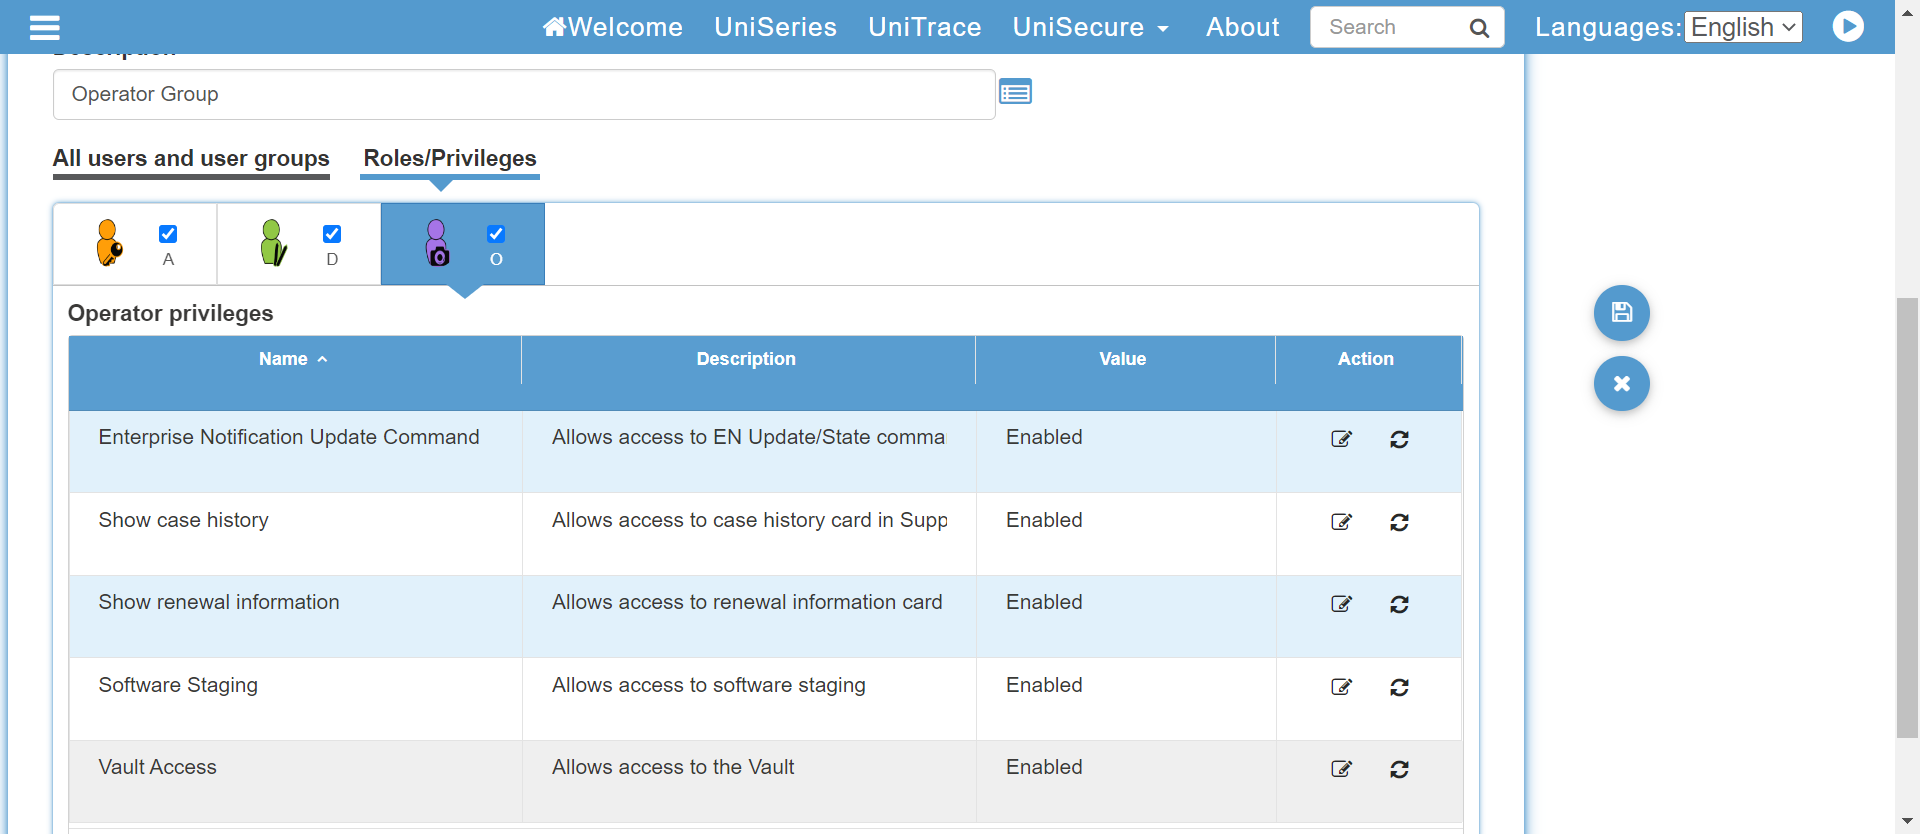 Welcome UniSeries UniTrace UniSecure About Search Languages: English
Description
Operator Group
All users and user groups Roles/Privileges
A D O
Operator privileges
Name Description Value Action
Enterprise Notification Update Command Allows access to EN Update/State comma Enabled
Show case history Allows access to case history card in Supp Enabled
Show renewal information Allows access to renewal information card Enabled
Software Staging Allows access to software staging Enabled
Vault Access Allows access to the Vault Enabled